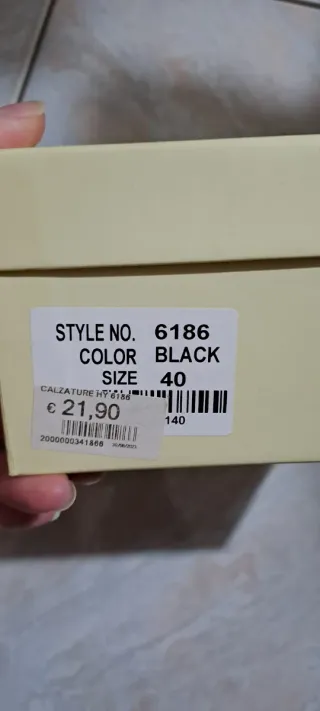 STYLE NO. 6186
COLOR BLACK
SIZE 40
CALZATURE HY 6186
€ 21,90
140
2000000341866